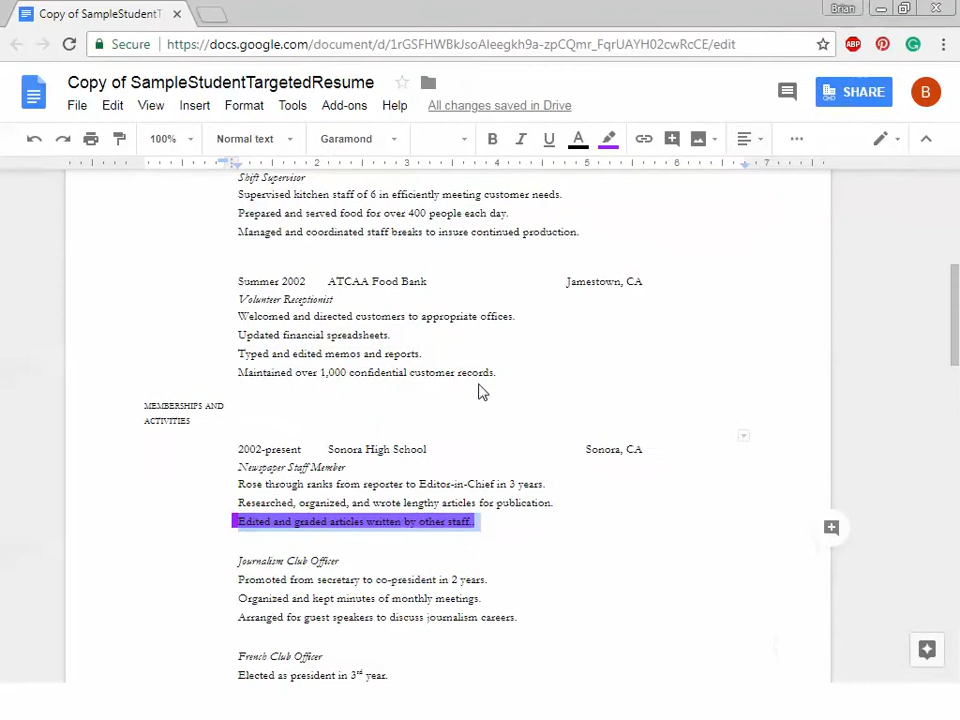 Copy of SampleStudentT
Brian
Secure
https://docs.google.com/document/d/1rGSFHWBkJsoAleegkh9a-zpCQmr_FqrUAYH02cwRcCE/edit
ABP
Copy of SampleStudentTargetedResume
SHARE
B
File Edit View Insert Format Tools Add-ons Help All changes saved in Drive
100% Normal text Garamond B I U A
2 3 4 5 6 7
Shift Supervisor
Supervised kitchen staff of 6 in efficiently meeting customer needs.
Prepared and served food for over 400 people each day.
Managed and coordinated staff breaks to insure continued production.
Summer 2002 ATCAA Food Bank Jamestown, CA
Volunteer Receptionist
Welcomed and directed customers to appropriate offices.
Updated financial spreadsheets.
Typed and edited memos and reports.
Maintained over 1,000 confidential customer records.
MEMBERSHIPS AND
ACTIVITIES
2002-present Sonora High School Sonora, CA
Newspaper Staff Member
Rose through ranks from reporter to Editor-in-Chief in 3 years.
Researched, organized, and wrote lengthy articles for publication.
Edited and graded articles written by other staff.
Journalism Club Officer
Promoted from secretary to co-president in 2 years.
Organized and kept minutes of monthly meetings.
Arranged for guest speakers to discuss journalism careers.
French Club Officer
Elected as president in 3rd year.